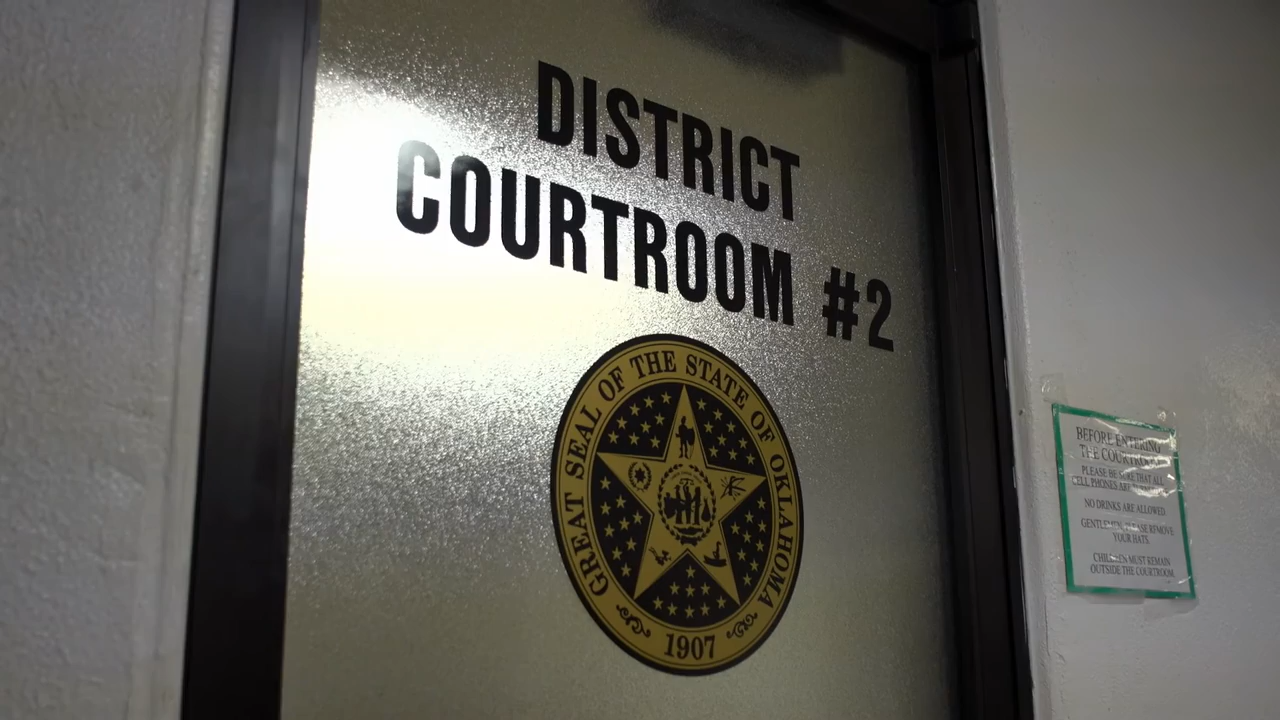 DISTRICT
COURTROOM #2
GREAT SEAL OF THE STATE OF OKLAHOMA
1907
BEFORE ENTERING
THE COURTROOM
PLEASE BE SURE THAT ALL
CELL PHONES ARE
NO DRINKS ARE ALLOWED
GENTLEMEN, PLEASE REMOVE
YOUR HATS.
CHILDREN MUST REMAIN
OUTSIDE THE COURTROOM